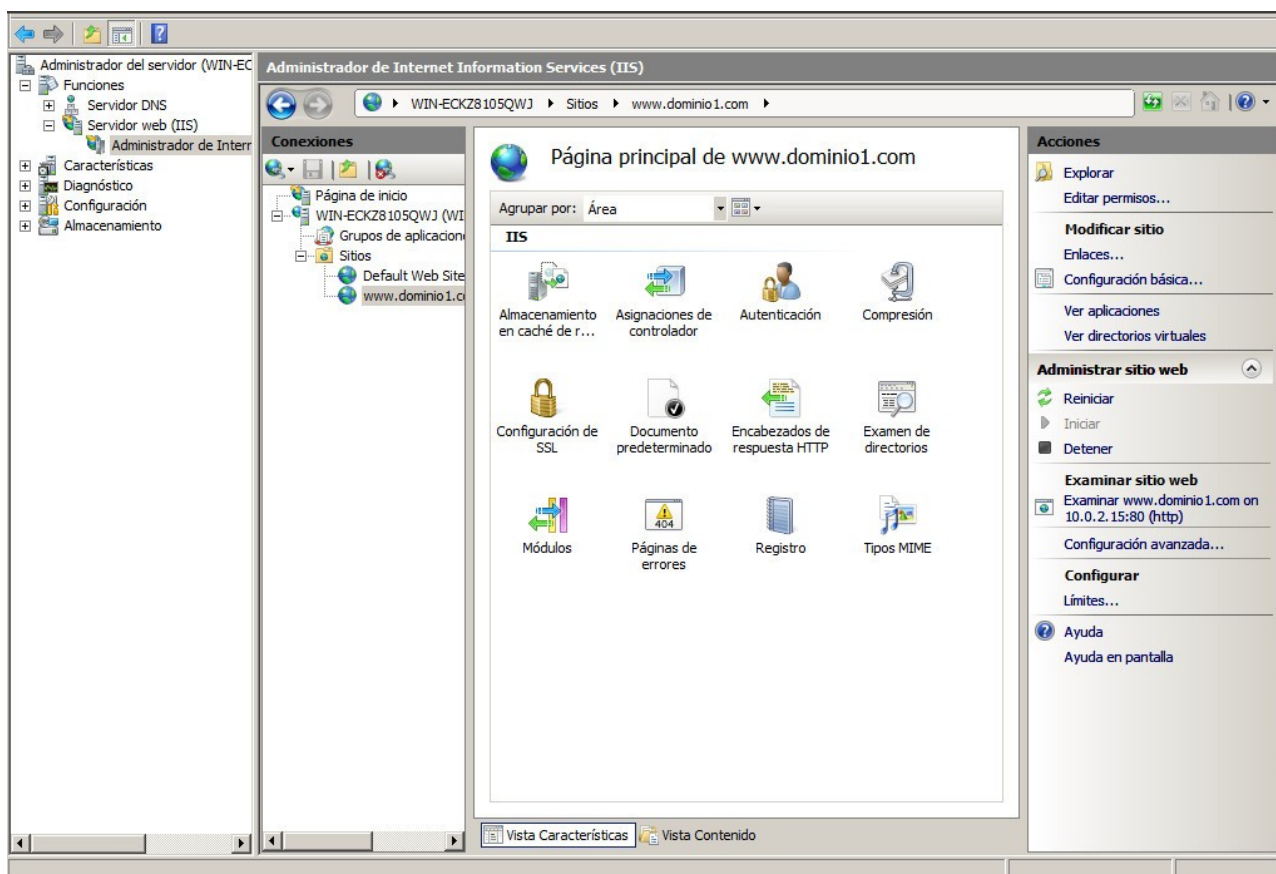 Administrador del servidor (WIN-EC
Funciones
Servidor DNS
Servidor web (IIS)
Administrador de Interr
Características
Diagnóstico
Configuración
Almacenamiento
Administrador de Internet Information Services (IIS)
WIN-ECKZ8105QWJ
Sitios
www.dominio1.com
Conexiones
Página de inicio
WIN-ECKZ8105QWJ (WI
Grupos de aplicacion
Sitios
Default Web Site
www.dominio1.c
Página principal de www.dominio1.com
Agrupar por: Área
IIS
Almacenamiento en caché de r...
Asignaciones de controlador
Autenticación
Compresión
Configuración de SSL
Documento predeterminado
Encabezados de respuesta HTTP
Examen de directorios
Módulos
404
Páginas de errores
Registro
Tipos MIME
Vista Características
Vista Contenido
Acciones
Explorar
Editar permisos...
Modificar sitio
Enlaces...
Configuración básica...
Ver aplicaciones
Ver directorios virtuales
Administrar sitio web
Reiniciar
Iniciar
Detener
Examinar sitio web
Examinar www.dominio1.com on
10.0.2.15:80 (http)
Configuración avanzada...
Configurar
Límites...
Ayuda
Ayuda en pantalla